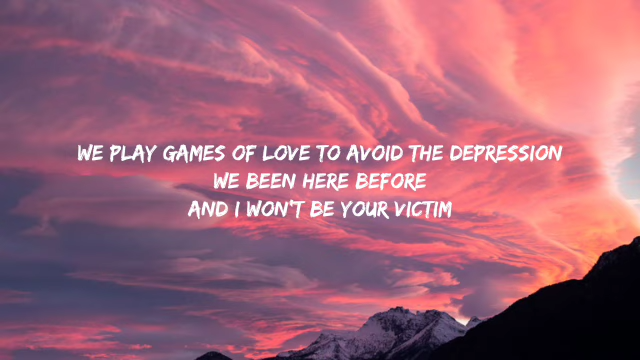 WE PLAY GAMES OF LOVE TO AVOID THE DEPRESSION
WE BEEN HERE BEFORE
AND I WON'T BE YOUR VICTIM